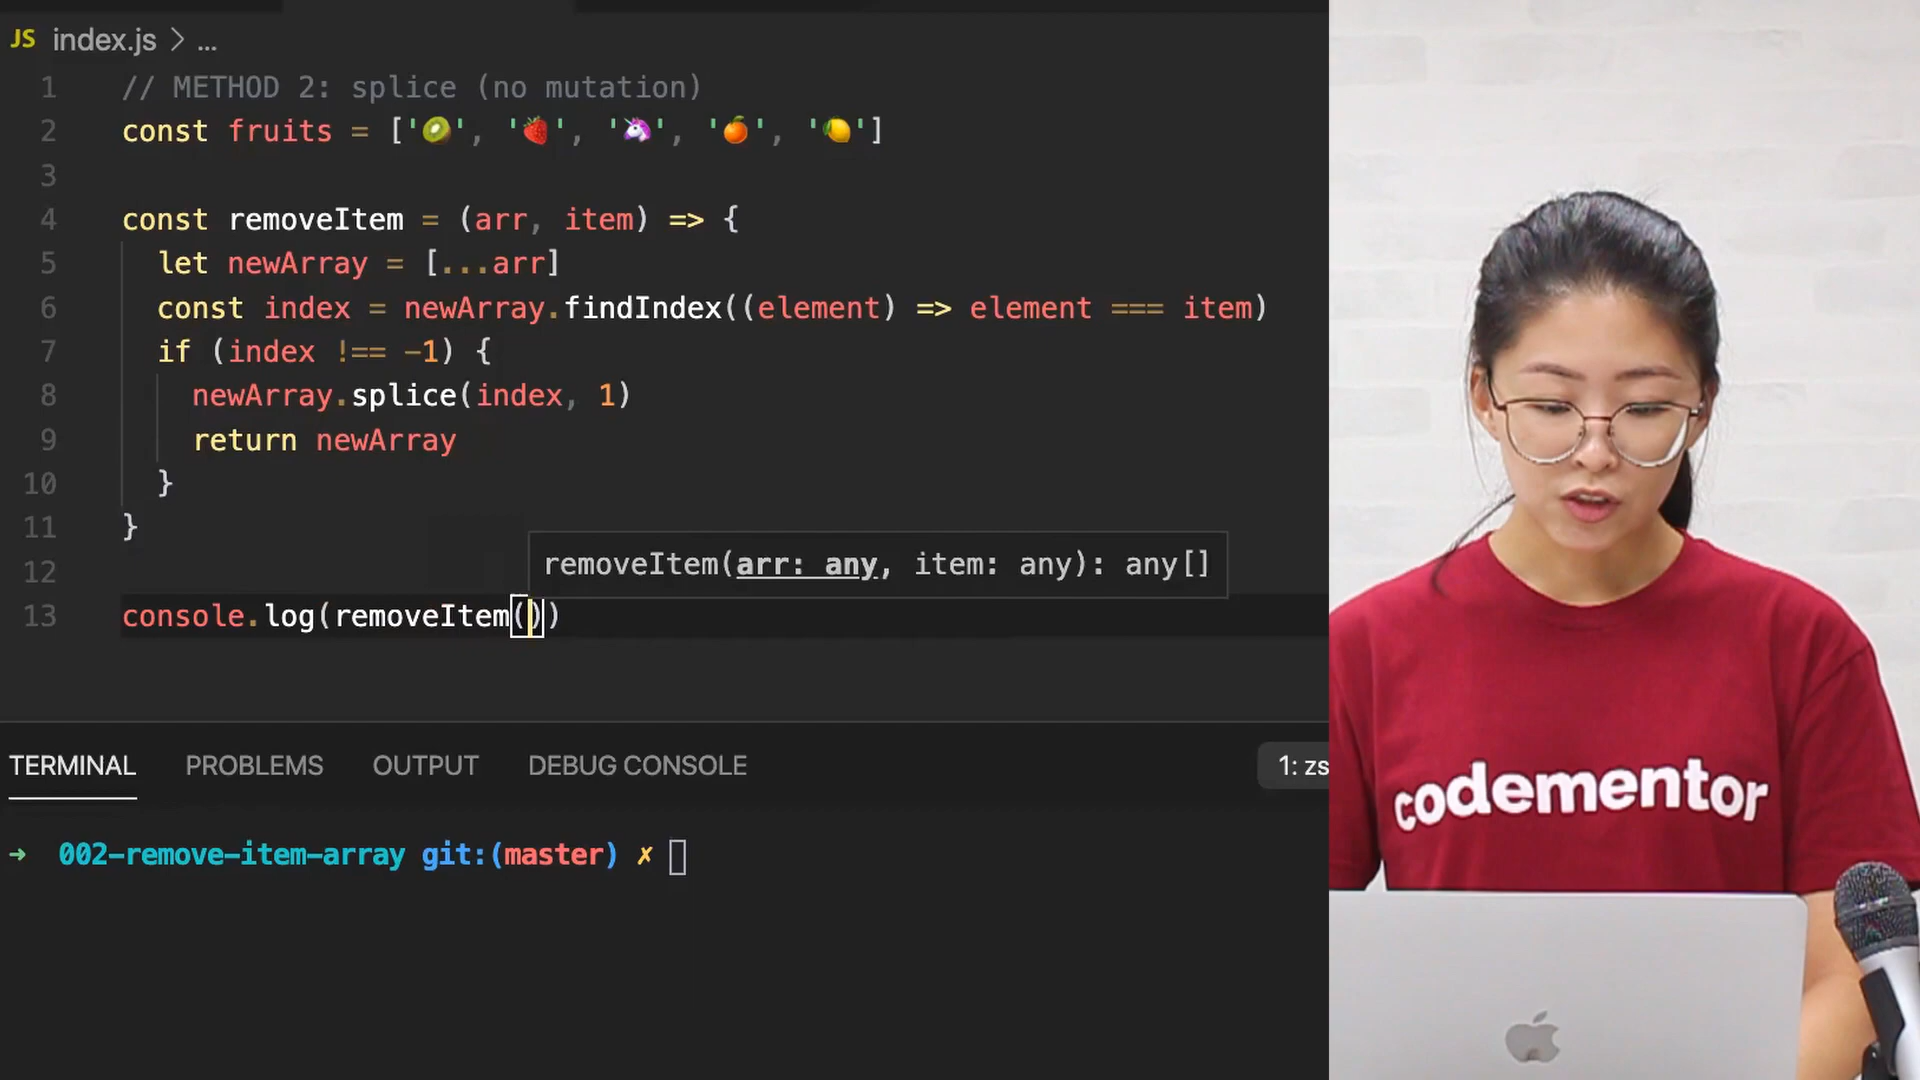 JS index.js > ...
1 // METHOD 2: splice (no mutation)
2 const fruits = ['🥝', '🍓', '🦄', '🍊', '🍋']
3
4 const removeItem = (arr, item) => {
5 let newArray = [...arr]
6 const index = newArray.findIndex((element) => element === item)
7 if (index !== -1) {
8 newArray.splice(index, 1)
9 return newArray
10 }
11 }
12
removeItem(arr: any, item: any): any[]
13 console.log(removeItem())
TERMINAL PROBLEMS OUTPUT DEBUG CONSOLE 1: zs
➜ 002-remove-item-array git:(master) ✗
codementor